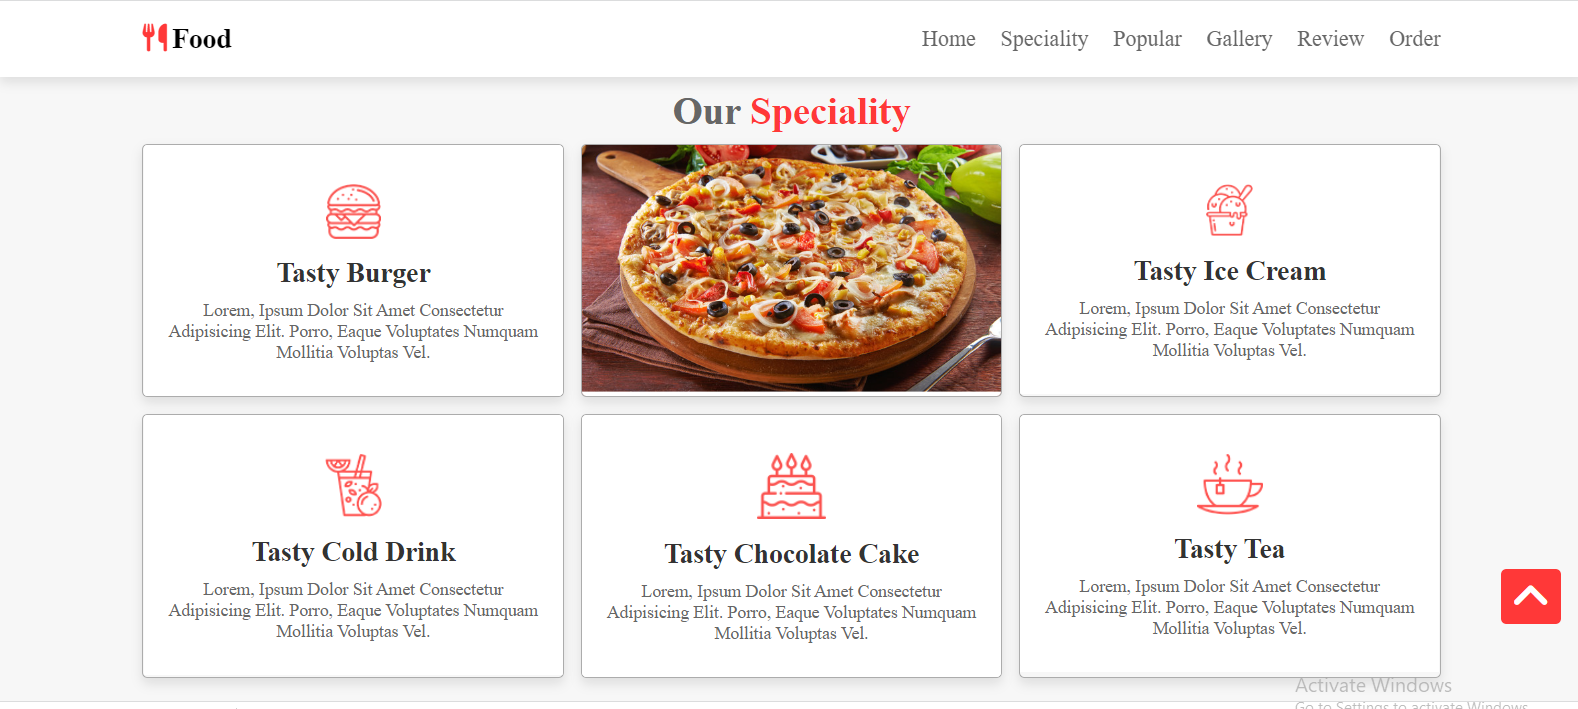 Food
Home Speciality Popular Gallery Review Order
Our Speciality
Tasty Burger
Lorem, Ipsum Dolor Sit Amet Consectetur
Adipisicing Elit. Porro, Eaque Voluptates Numquam
Mollitia Voluptas Vel.
Tasty Ice Cream
Lorem, Ipsum Dolor Sit Amet Consectetur
Adipisicing Elit. Porro, Eaque Voluptates Numquam
Mollitia Voluptas Vel.
Tasty Cold Drink
Lorem, Ipsum Dolor Sit Amet Consectetur
Adipisicing Elit. Porro, Eaque Voluptates Numquam
Mollitia Voluptas Vel.
Tasty Chocolate Cake
Lorem, Ipsum Dolor Sit Amet Consectetur
Adipisicing Elit. Porro, Eaque Voluptates Numquam
Mollitia Voluptas Vel.
Tasty Tea
Lorem, Ipsum Dolor Sit Amet Consectetur
Adipisicing Elit. Porro, Eaque Voluptates Numquam
Mollitia Voluptas Vel.
Activate Windows
Go to Settings to activate Windows.